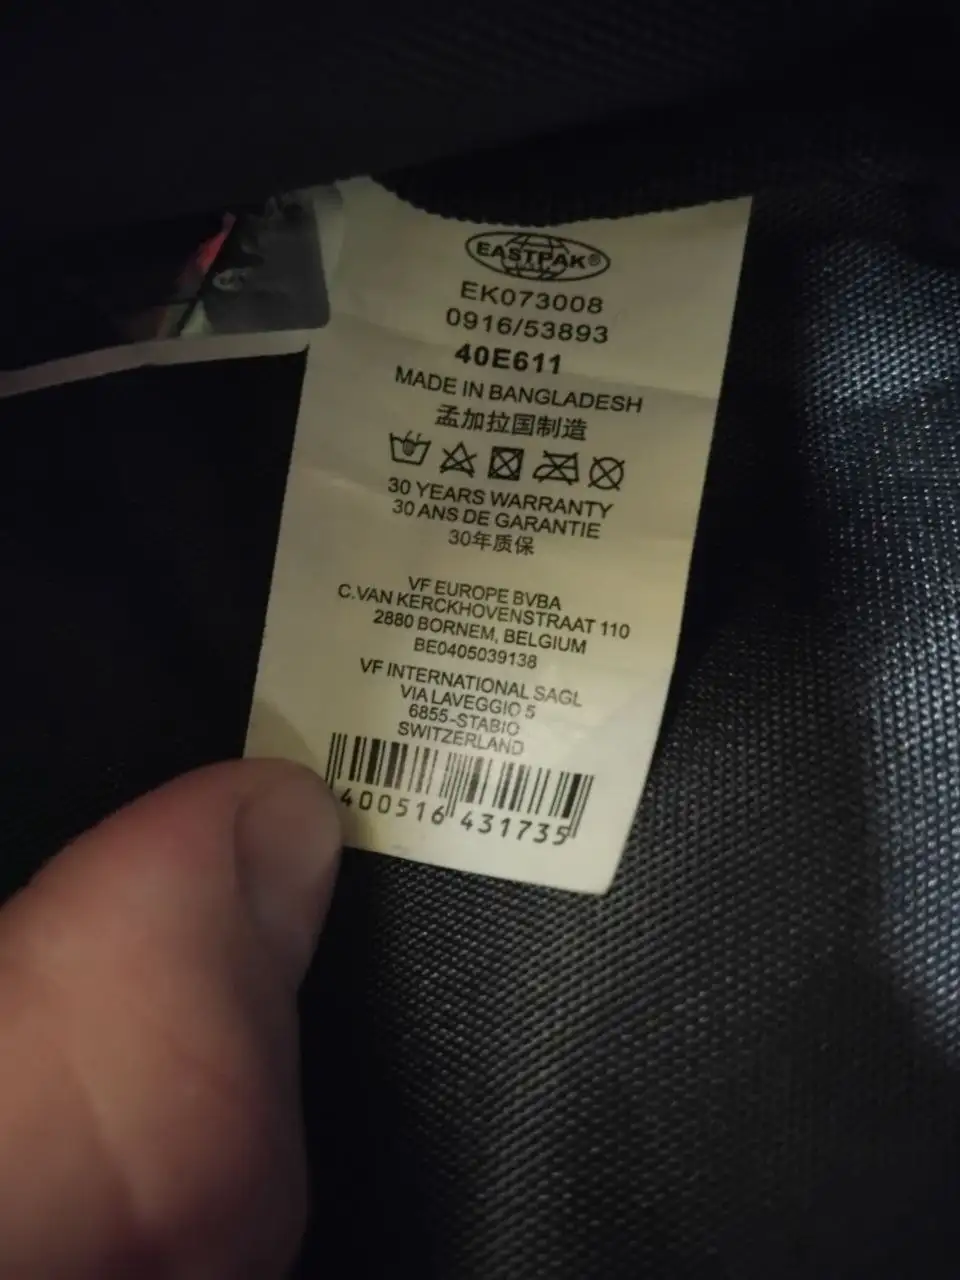 EASTPAK®
EK073008
0916/53893
40E611
MADE IN BANGLADESH
孟加拉国制造
30 YEARS WARRANTY
30 ANS DE GARANTIE
30年质保
VF EUROPE BVBA
C.VAN KERCKHOVENSTRAAT 110
2880 BORNEM, BELGIUM
BE0405039138
VF INTERNATIONAL SAGL
VIA LAVEGGIO 5
6855-STABIO
SWITZERLAND
400516 431735